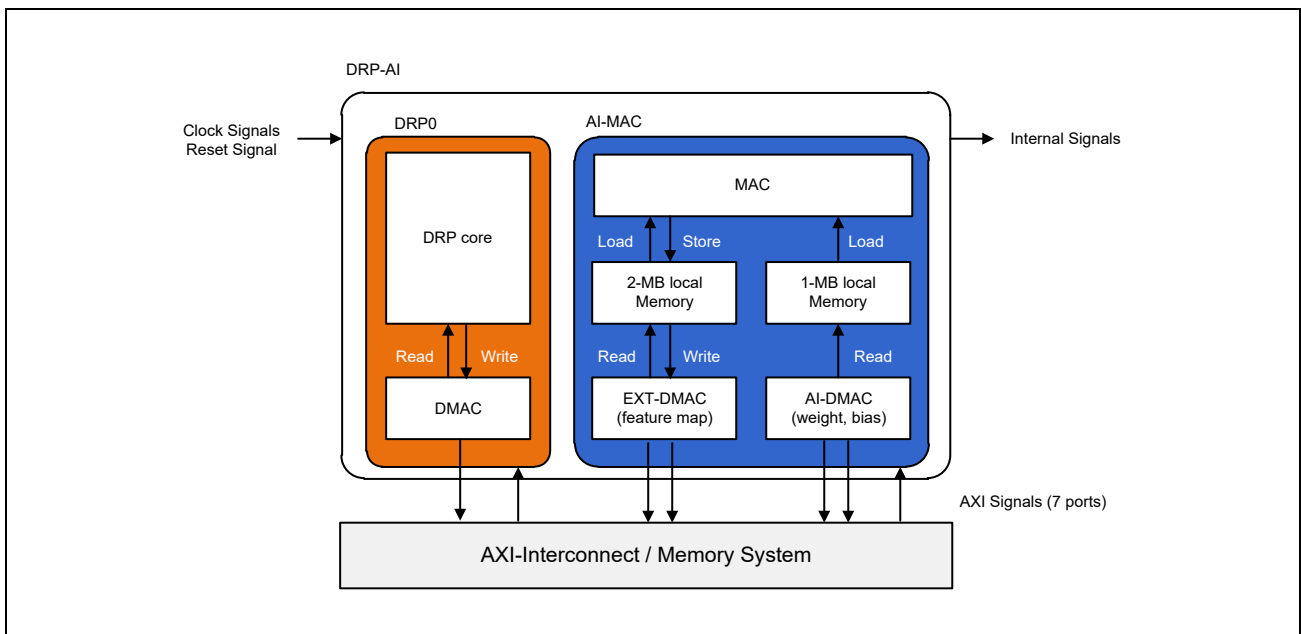 DRP-AI
Clock Signals
Reset Signal
DRP0
AI-MAC
Internal Signals
MAC
DRP core
Load
Store
Load
2-MB local
Memory
1-MB local
Memory
Read
Write
Read
Write
Read
DMAC
EXT-DMAC
(feature map)
AI-DMAC
(weight, bias)
AXI Signals (7 ports)
AXI-Interconnect / Memory System